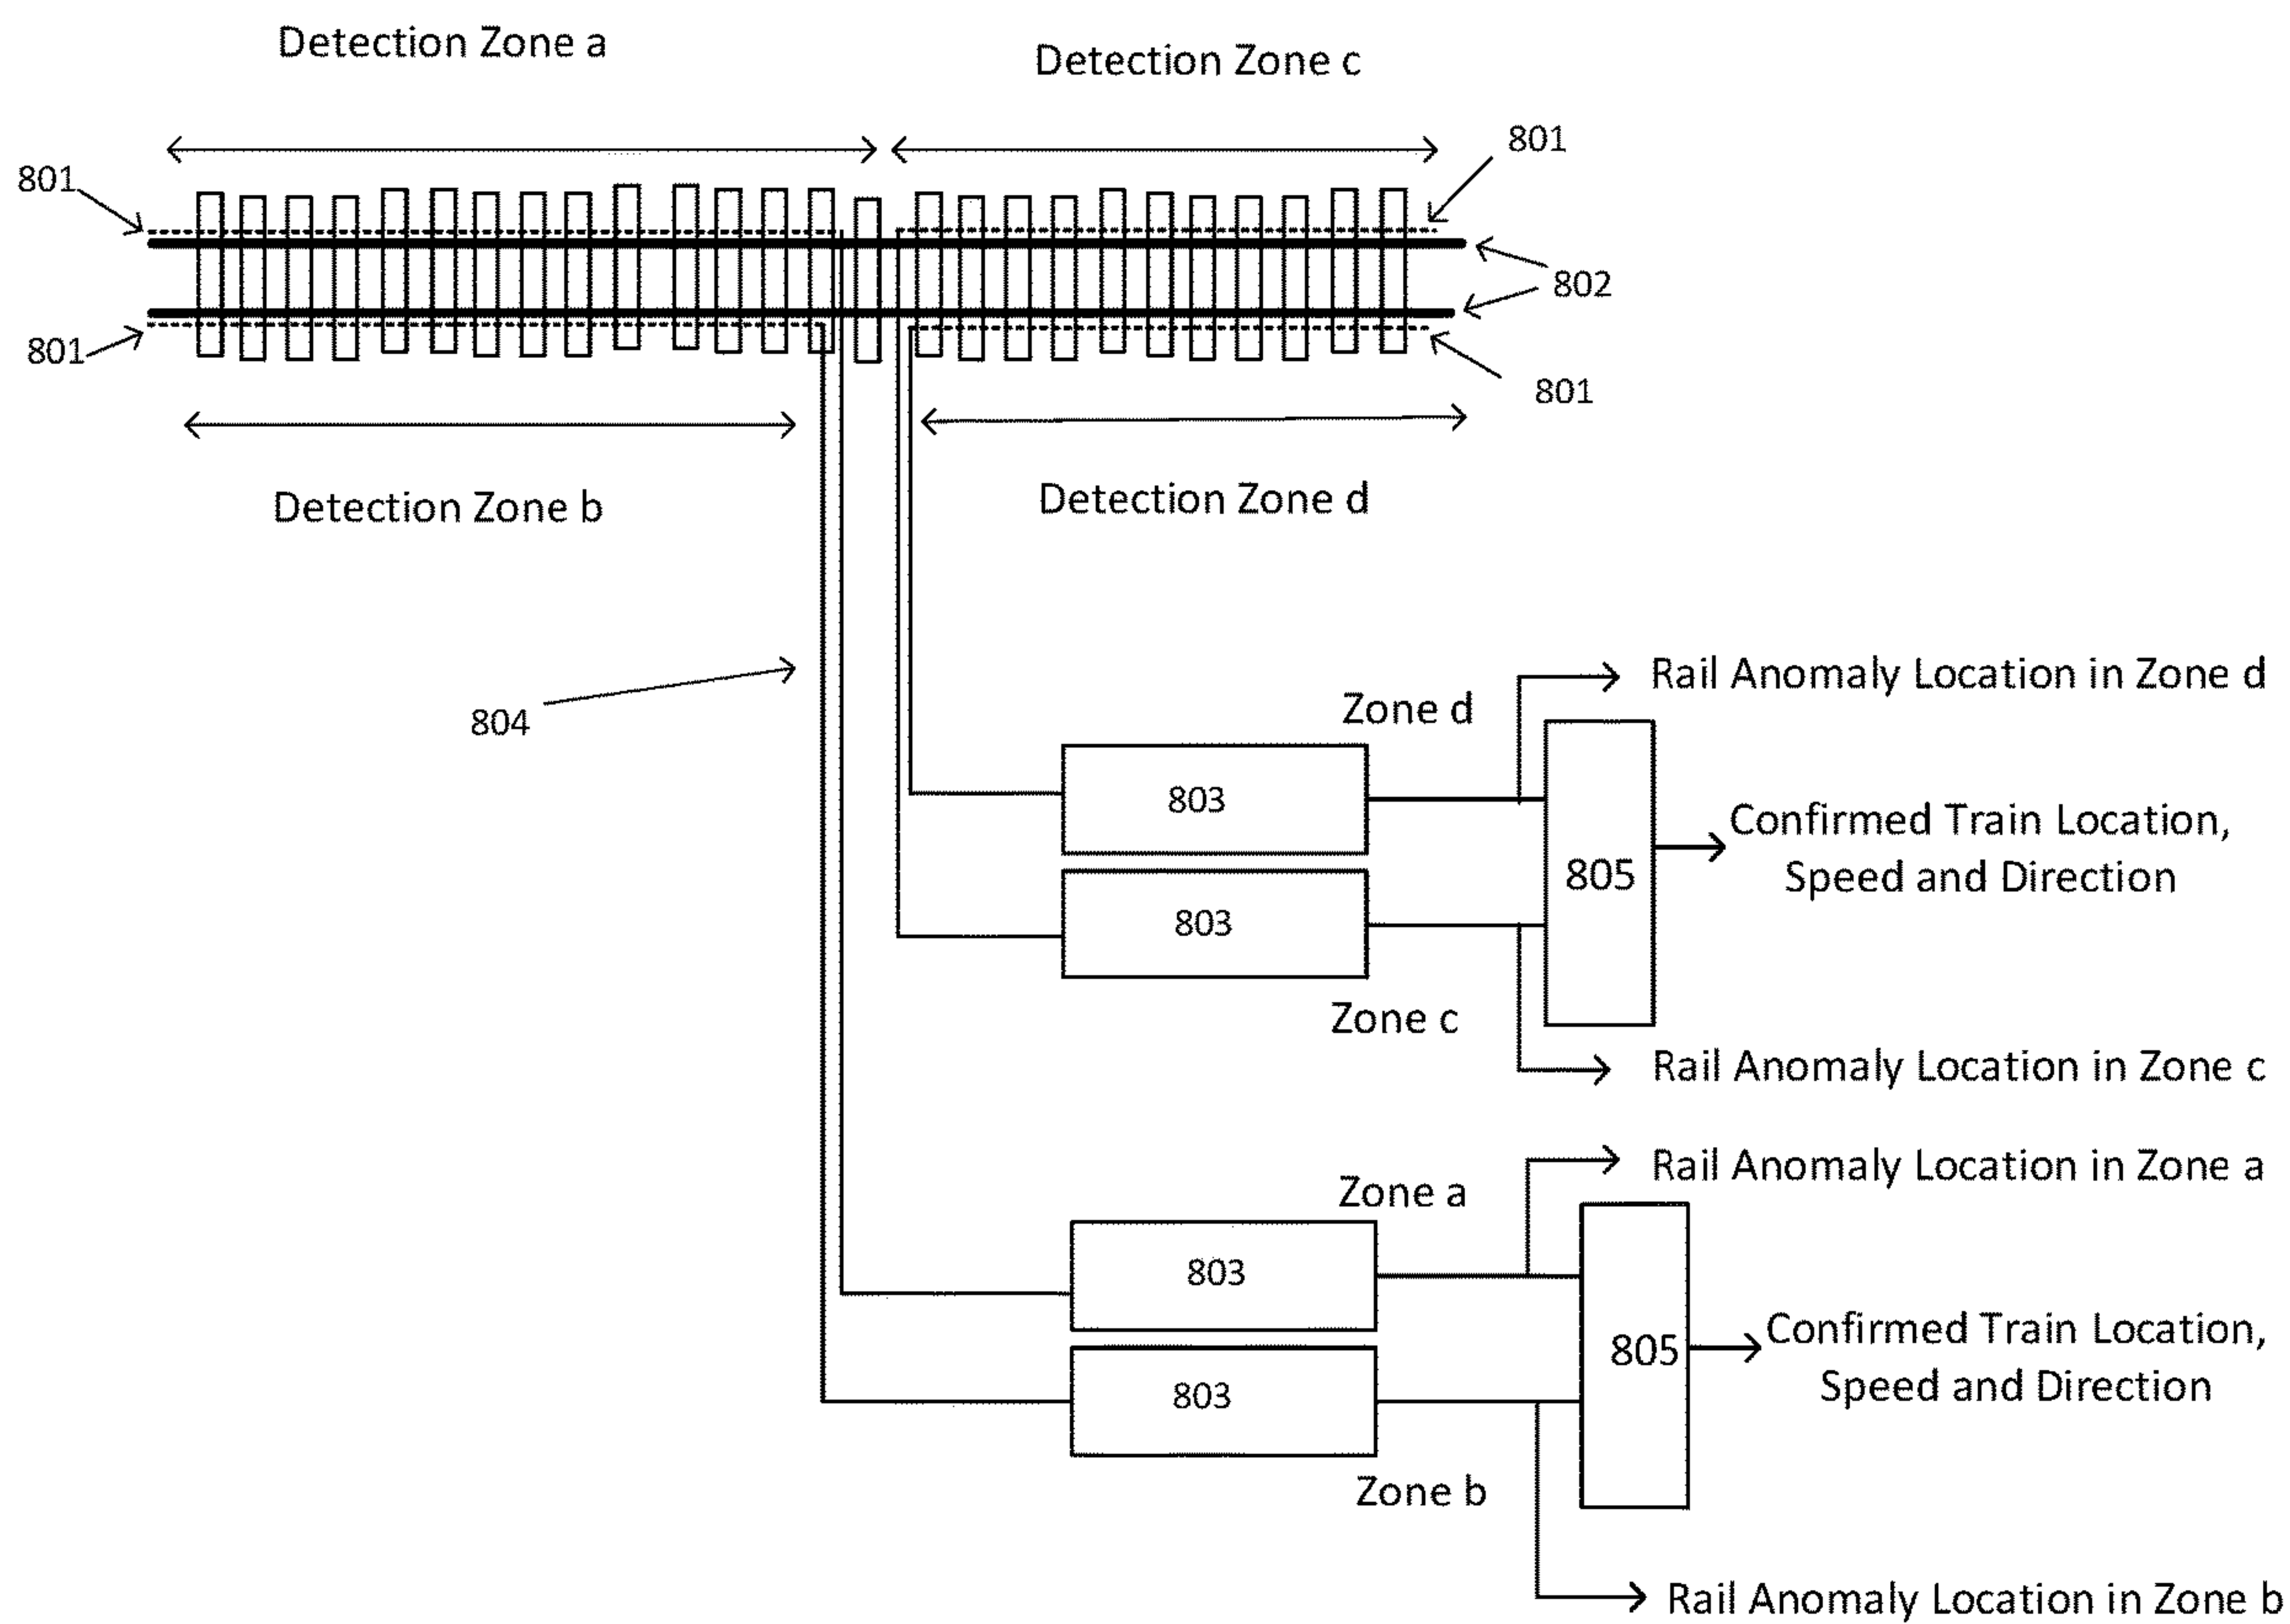 Detection Zone a
Detection Zone c
801
801
802
801
801
Detection Zone b
Detection Zone d
804
Rail Anomaly Location in Zone d
Zone d
803
Confirmed Train Location,
Speed and Direction
805
803
Zone c
Rail Anomaly Location in Zone c
Rail Anomaly Location in Zone a
Zone a
803
Confirmed Train Location,
Speed and Direction
805
803
Zone b
Rail Anomaly Location in Zone b